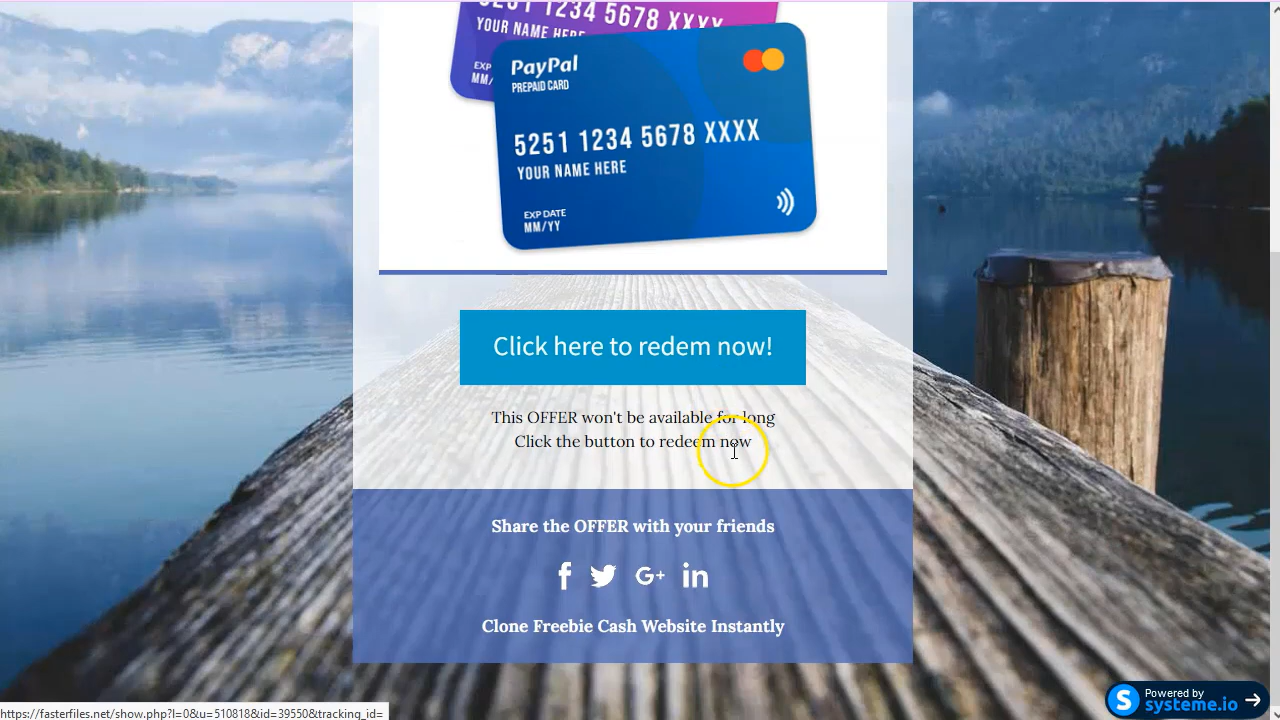 5251 1234 5678 XXXX
YOUR NAME HERE
EXP
MM/
PayPal
PREPAID CARD
5251 1234 5678 XXXX
YOUR NAME HERE
EXP DATE
MM/YY
Click here to redem now!
This OFFER won't be available for long
Click the button to redeem now
Share the OFFER with your friends
f G+ in
Clone Freebie Cash Website Instantly
https://fasterfiles.net/show.php?l=0&u=510818&id=39550&tracking_id=
S Powered by
systeme.io